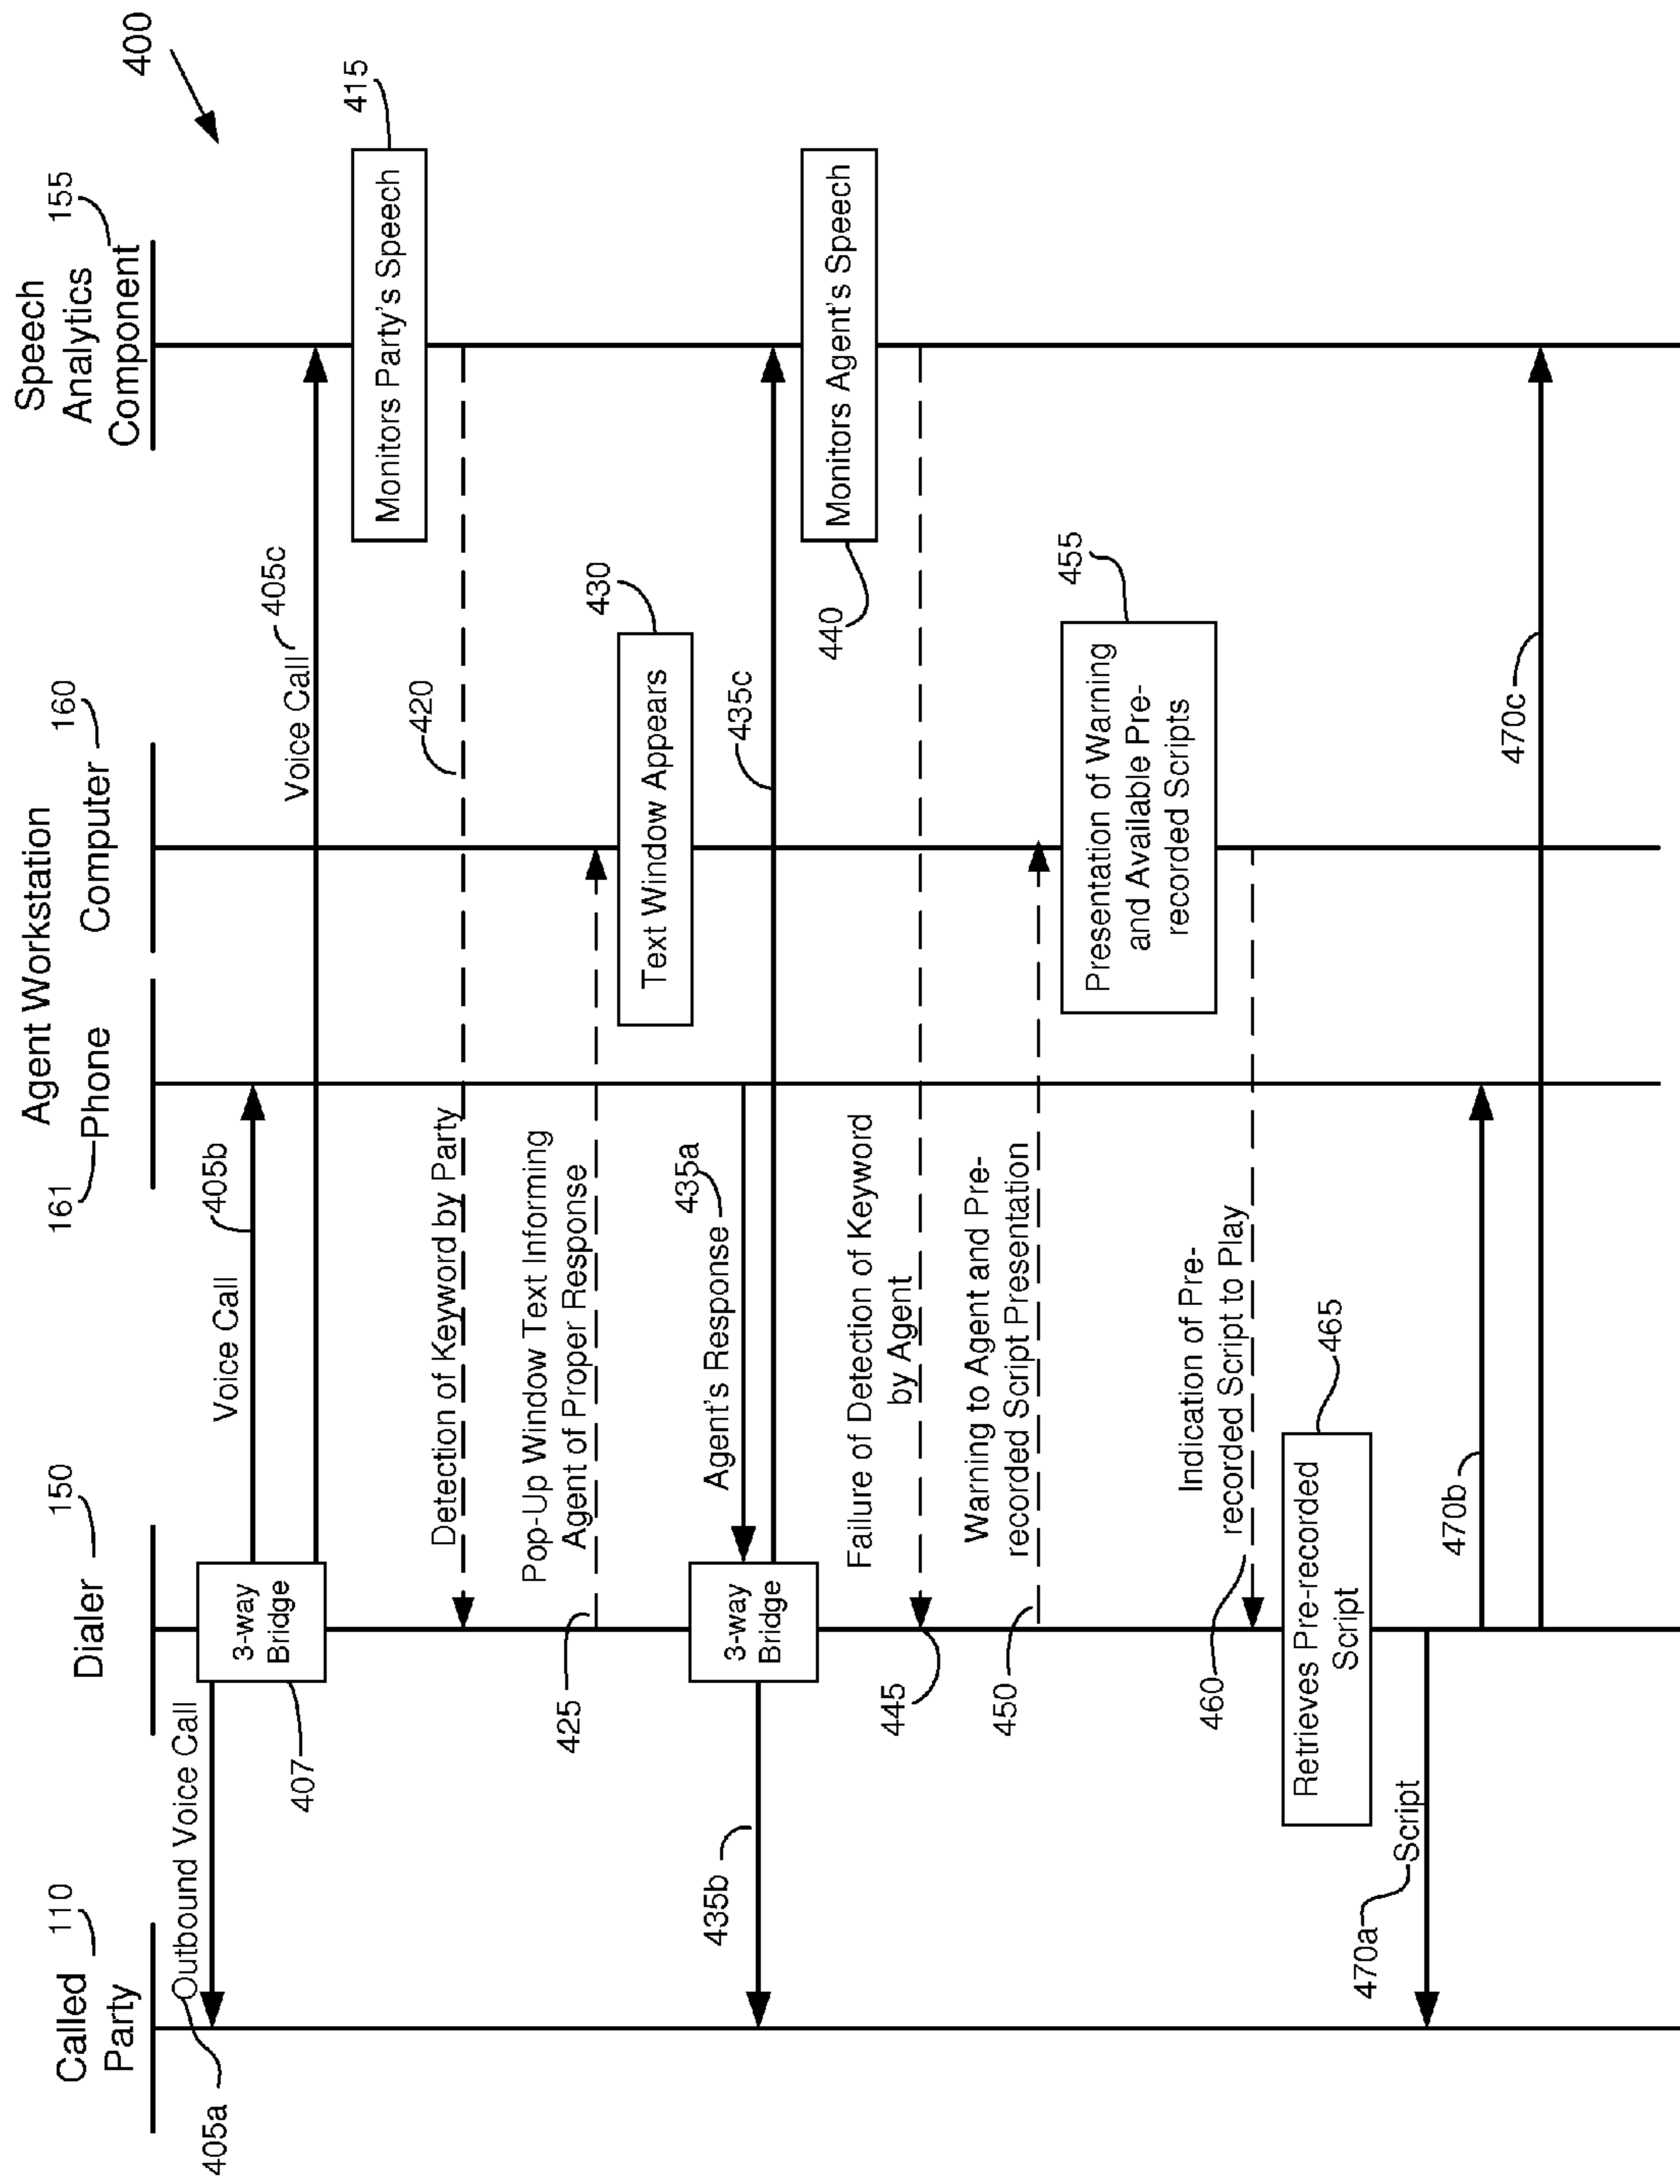 400
Called
Party
110
Dialer
150
Agent Workstation
161
Phone
Computer
160
Speech
Analytics
Component
155
405a
Outbound Voice Call
3-way
Bridge
407
Voice Call
405b
Voice Call
405c
Monitors Party's Speech
415
Detection of Keyword by Party
420
Pop-Up Window Text Informing
Agent of Proper Response
425
Text Window Appears
430
Agent's Response
435a
3-way
Bridge
435b
435c
Monitors Agent's Speech
440
Failure of Detection of Keyword
by Agent
445
Warning to Agent and Pre-
recorded Script Presentation
450
Presentation of Warning
and Available Pre-
recorded Scripts
455
Indication of Pre-
recorded Script to Play
460
Retrieves Pre-recorded
Script
465
470a
Script
470b
470c